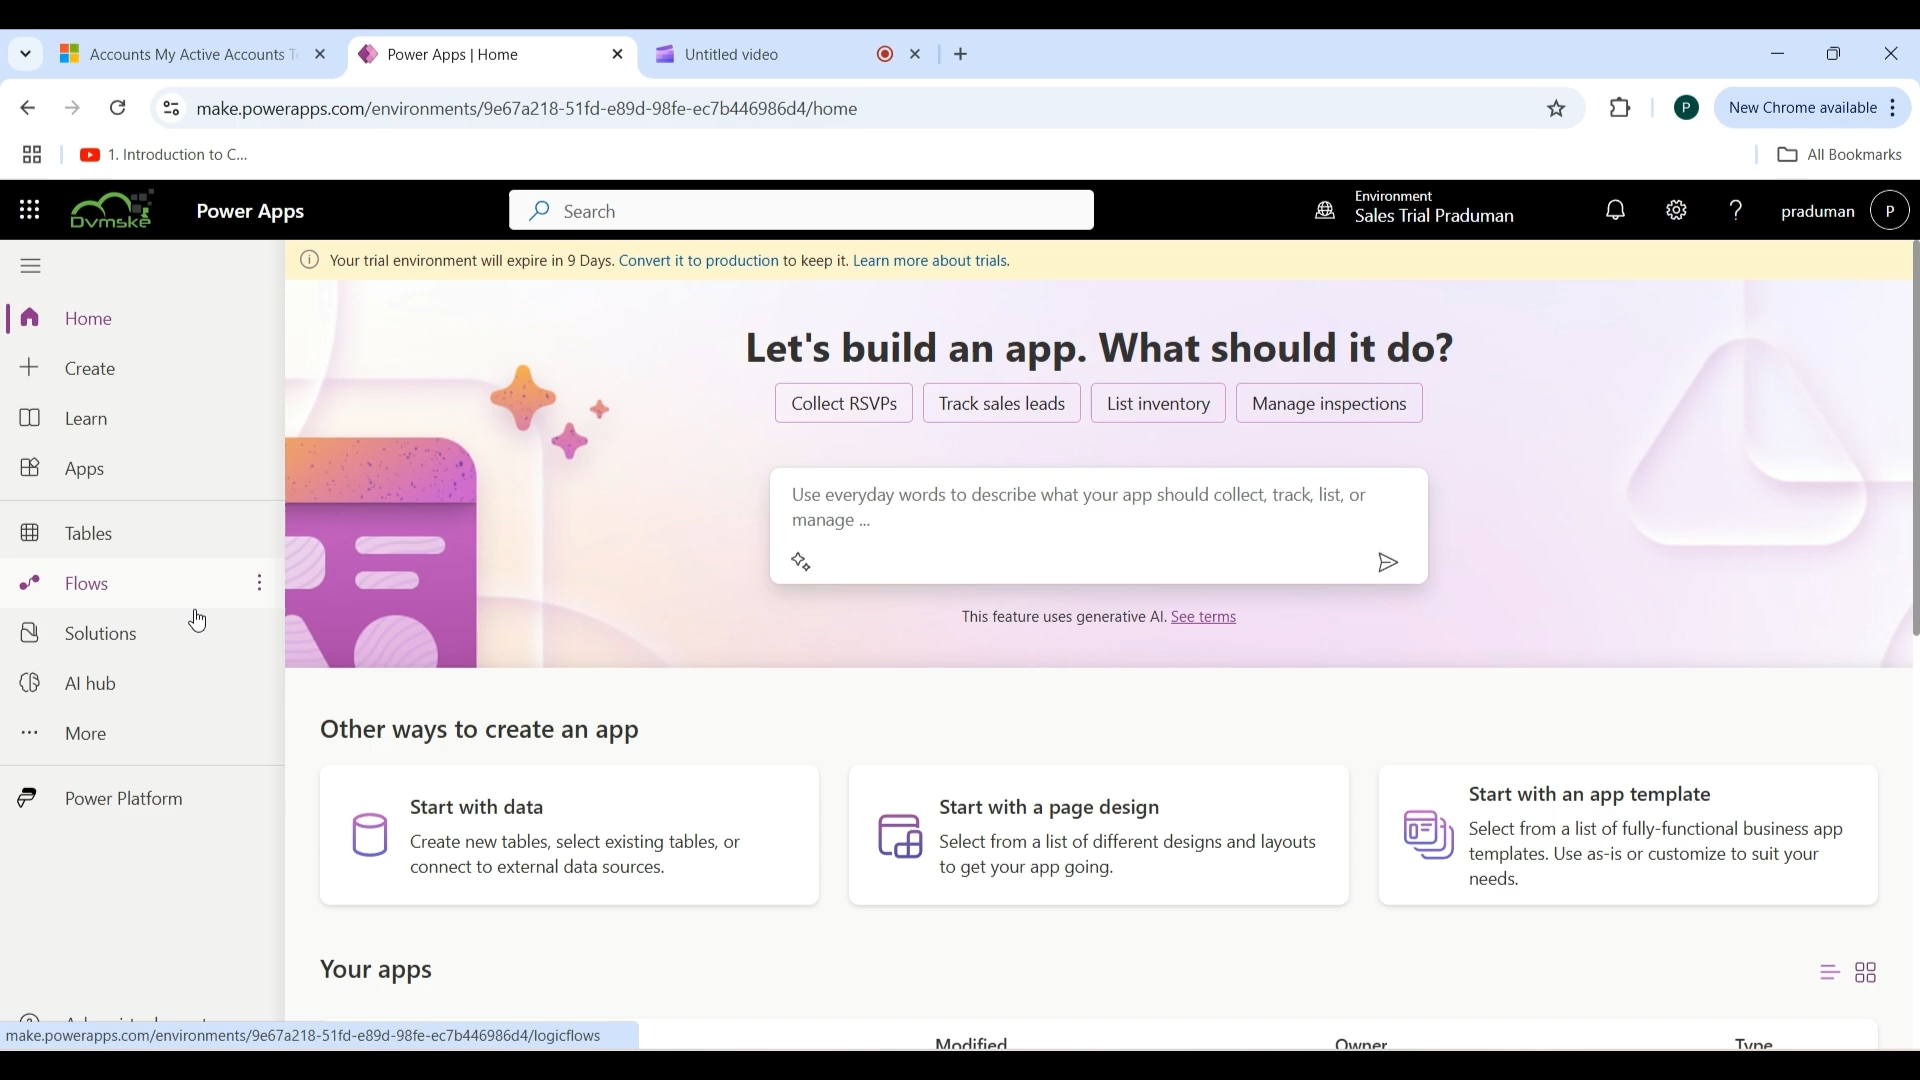 Accounts My Active Accounts
Power Apps | Home
Untitled video
make.powerapps.com/environments/9e67a218-51fd-e89d-98fe-ec7b446986d4/home
P
New Chrome available
1. Introduction to C...
All Bookmarks
Dvmske
Power Apps
Search
Environment
Sales Trial Praduman
praduman
P
Your trial environment will expire in 9 Days. Convert it to production to keep it. Learn more about trials.
Home
Create
Learn
Apps
Tables
Flows
Solutions
AI hub
More
Power Platform
Let's build an app. What should it do?
Collect RSVPs
Track sales leads
List inventory
Manage inspections
Use everyday words to describe what your app should collect, track, list, or
manage ...
This feature uses generative AI. See terms
Other ways to create an app
Start with data
Create new tables, select existing tables, or
connect to external data sources.
Start with a page design
Select from a list of different designs and layouts
to get your app going.
Start with an app template
Select from a list of fully-functional business app
templates. Use as-is or customize to suit your
needs.
Your apps
Modified
Owner
Type
make.powerapps.com/environments/9e67a218-51fd-e89d-98fe-ec7b446986d4/logicflows